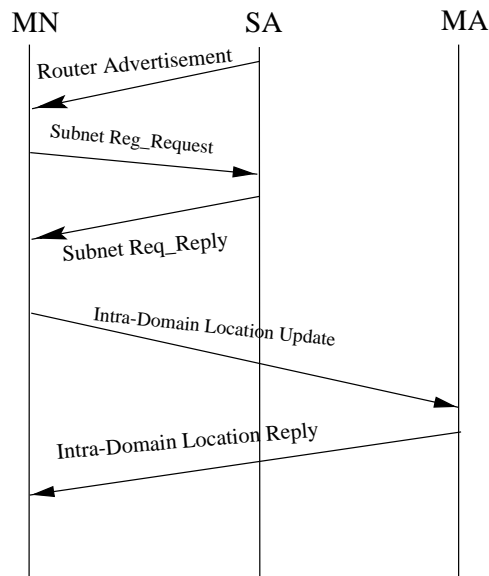 MN SA MA
Router Advertisement
Subnet Reg_Request
Subnet Req_Reply
Intra-Domain Location Update
Intra-Domain Location Reply